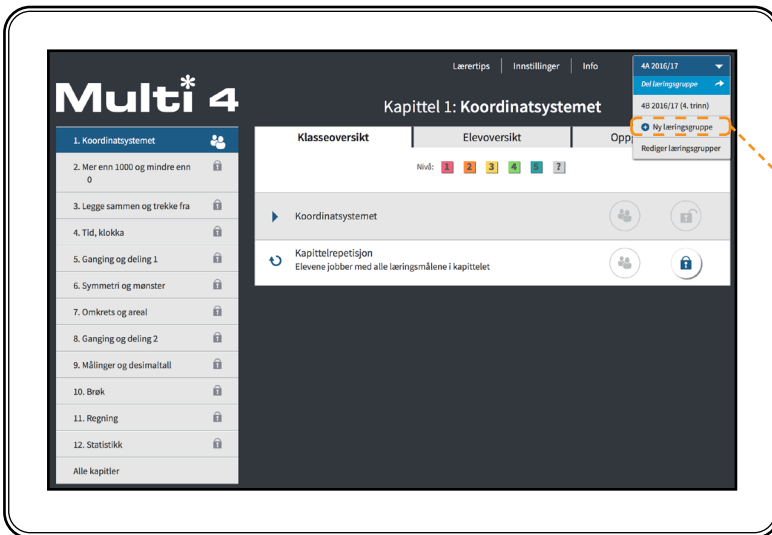 Lærertips
Innstillinger
Info
4A 2016/17
Del læringsgruppe
4B 2016/17 (4. trinn)
Ny læringsgruppe
Rediger læringsgrupper
Multi 4
Kapittel 1: Koordinatsystemet
1. Koordinatsystemet
2. Mer enn 1000 og mindre enn
0
3. Legge sammen og trekke fra
4. Tid, klokka
5. Ganging og deling 1
6. Symmetri og mønster
7. Omkrets og areal
8. Ganging og deling 2
9. Målinger og desimaltall
10. Brøk
11. Regning
12. Statistikk
Alle kapitler
Klasseoversikt
Elevoversikt
Opp
Nivå: 1 2 3 4 5 ?
Koordinatsystemet
Kapittelrepetisjon
Elevene jobber med alle læringsmålene i kapittelet